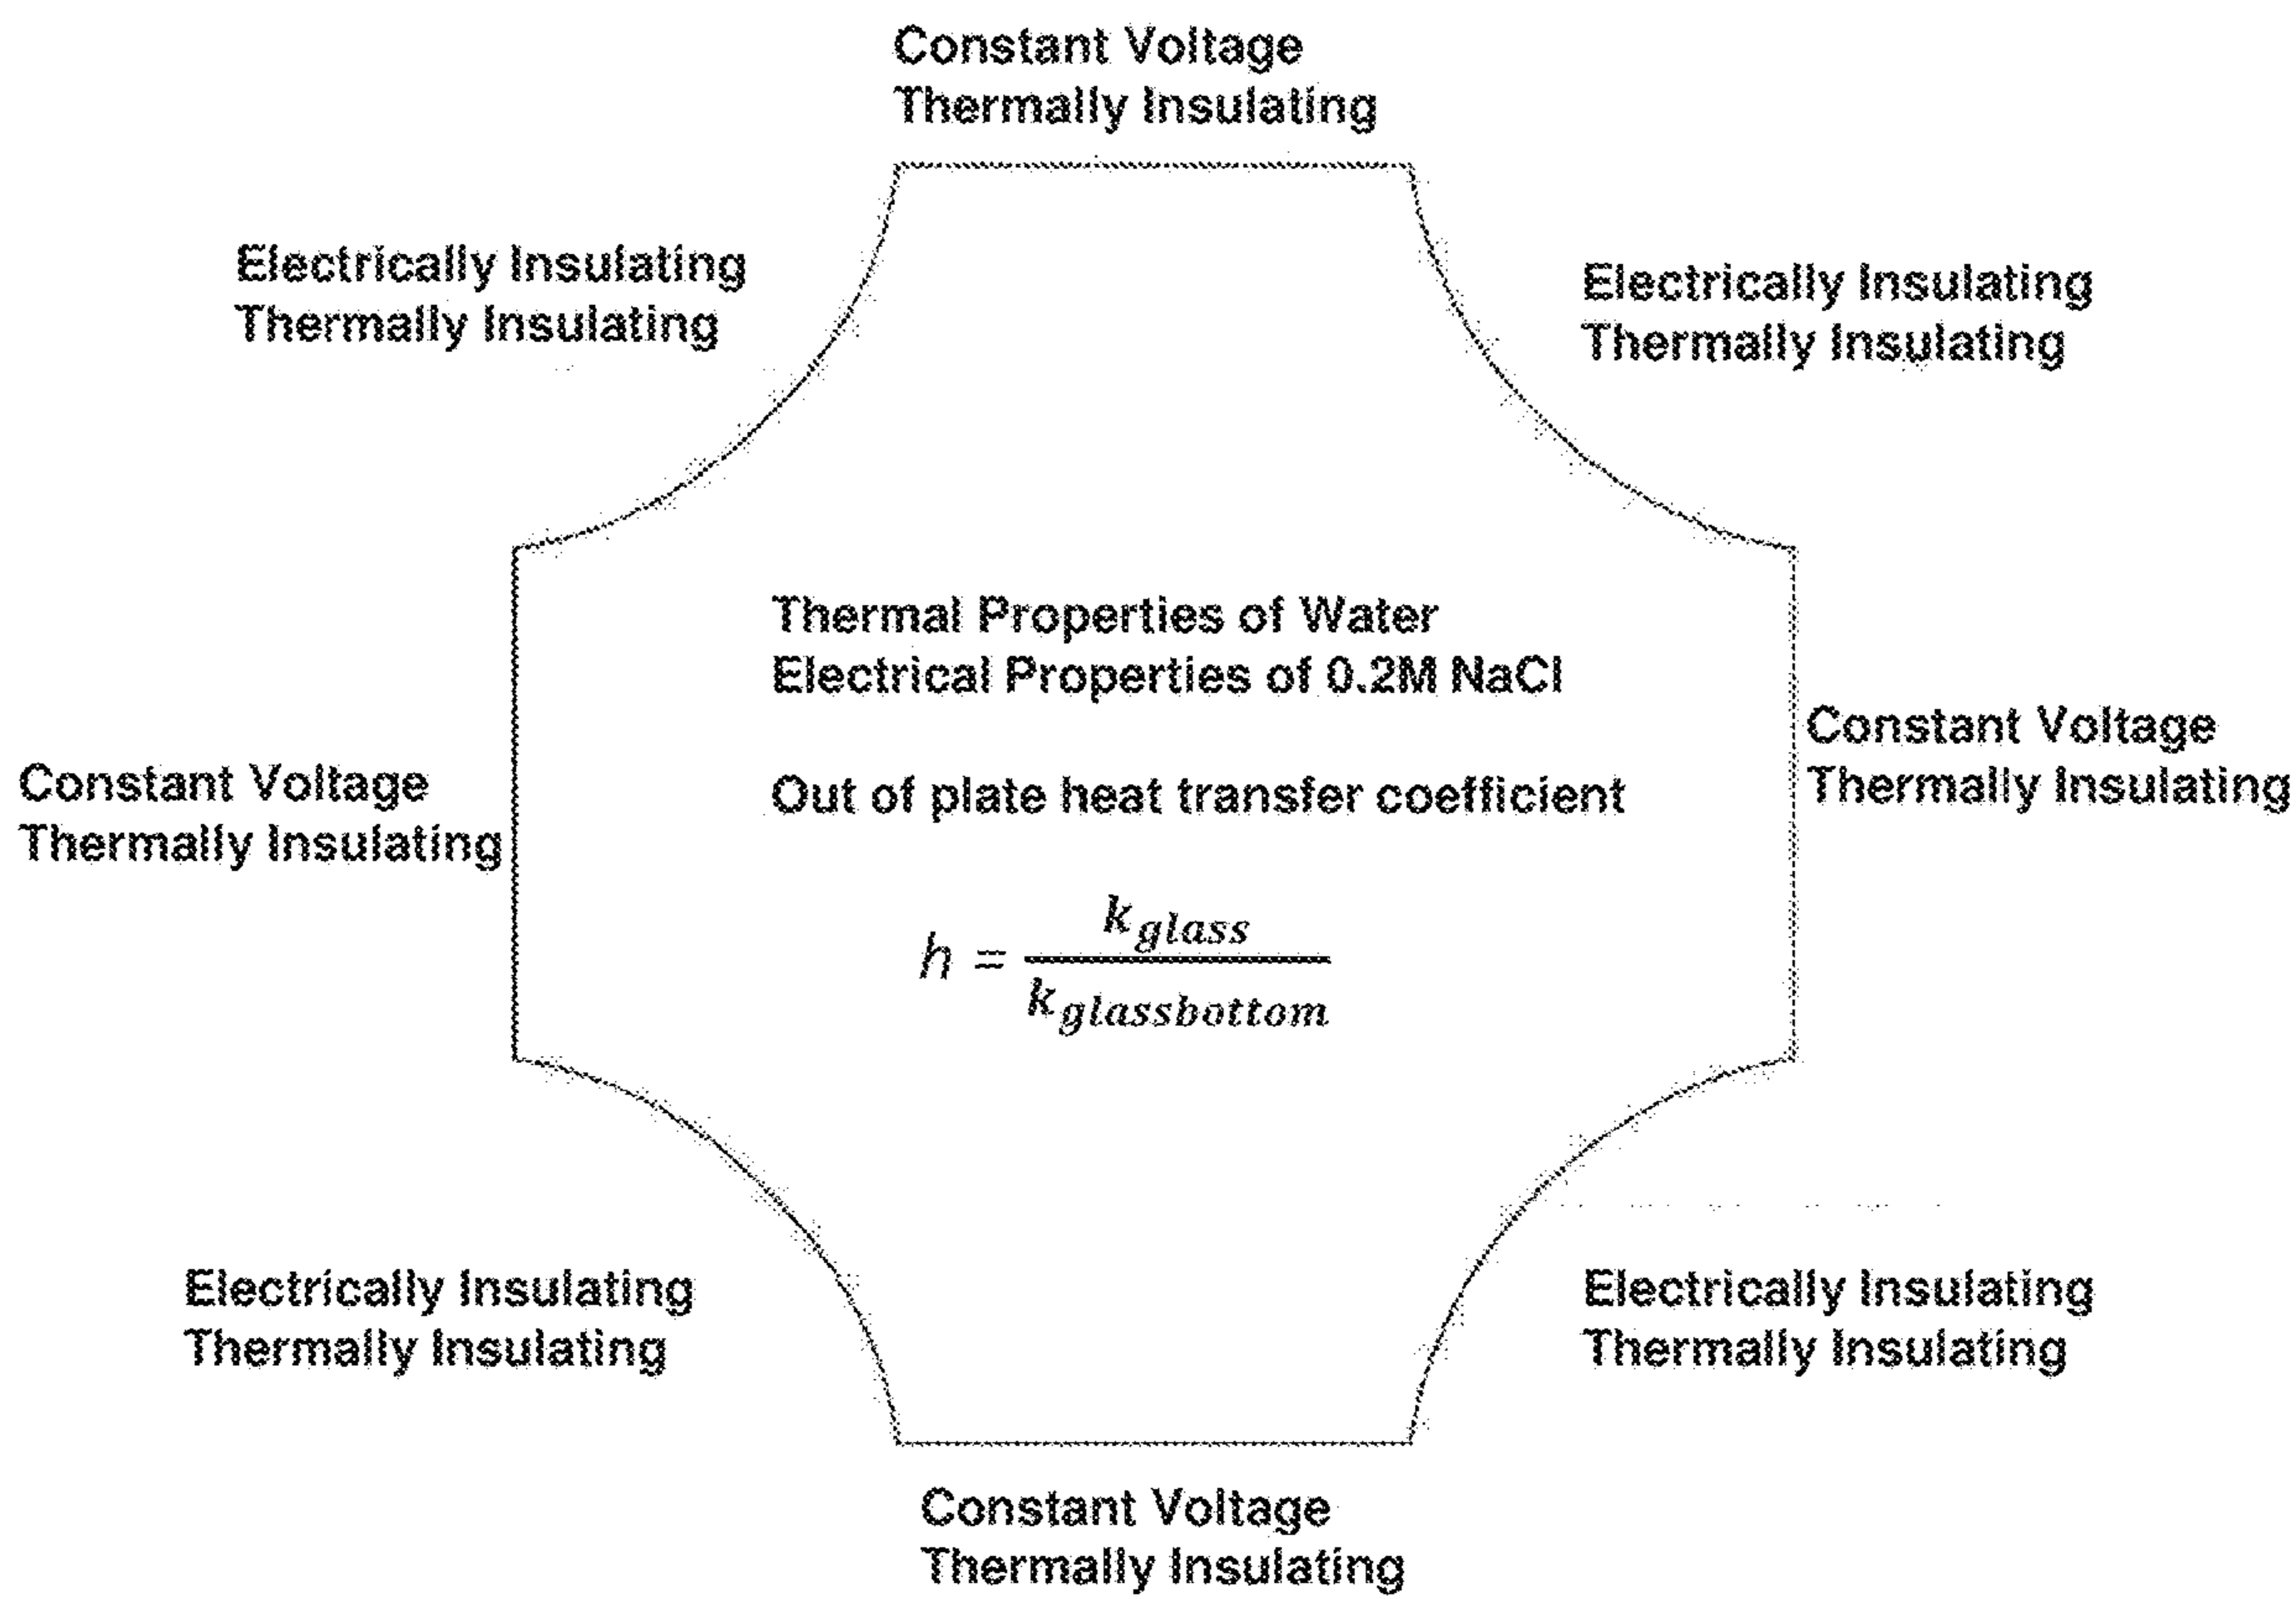 Constant Voltage
Thermally Insulating
Electrically Insulating
Thermally Insulating
Electrically Insulating
Thermally Insulating
Thermal Properties of Water
Electrical Properties of 0.2M NaCl
Out of plate heat transfer coefficient
h = k_glass / k_glassbottom
Constant Voltage
Thermally Insulating
Constant Voltage
Thermally Insulating
Electrically Insulating
Thermally Insulating
Electrically Insulating
Thermally Insulating
Constant Voltage
Thermally Insulating